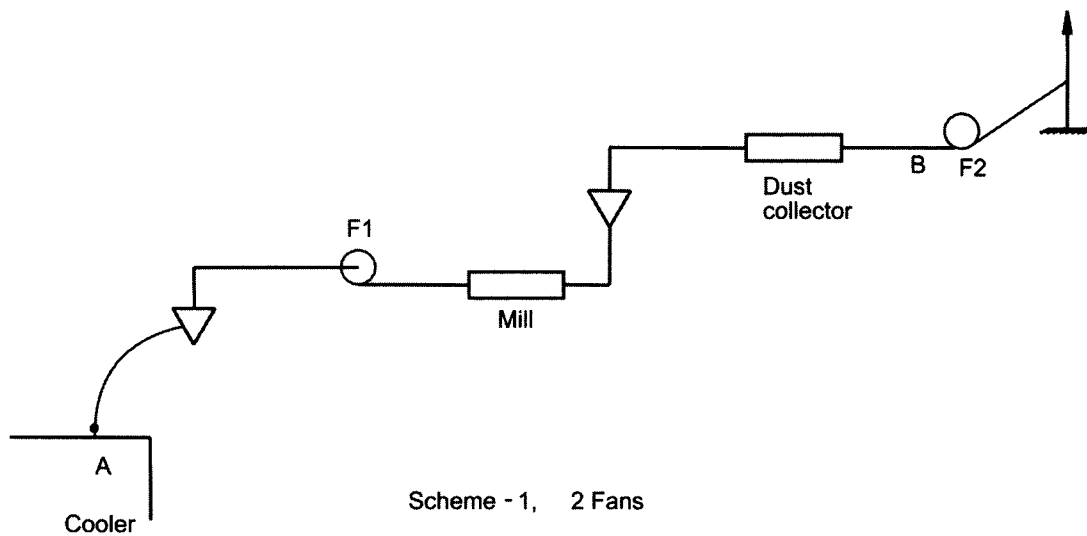 B
F2
Dust
collector
F1
Mill
A
Cooler
Scheme - 1, 2 Fans